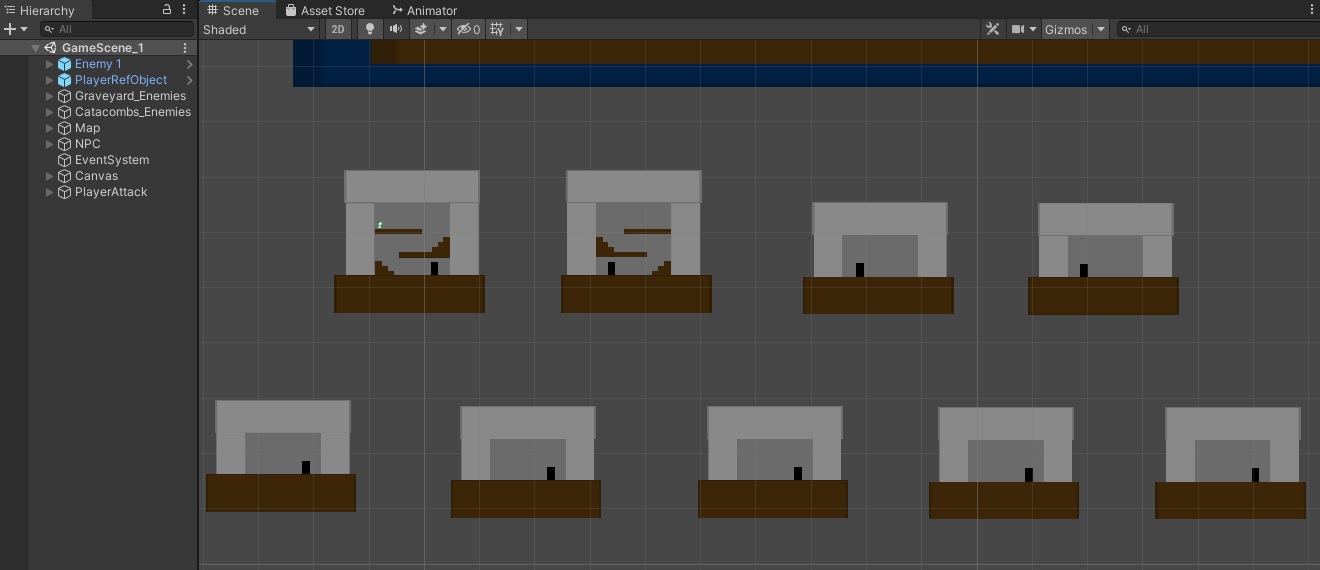 Hierarchy
All
GameScene_1
Enemy 1
PlayerRefObject
Graveyard_Enemies
Catacombs_Enemies
Map
NPC
EventSystem
Canvas
PlayerAttack
Scene Asset Store Animator
Shaded 2D 0 Gizmos All